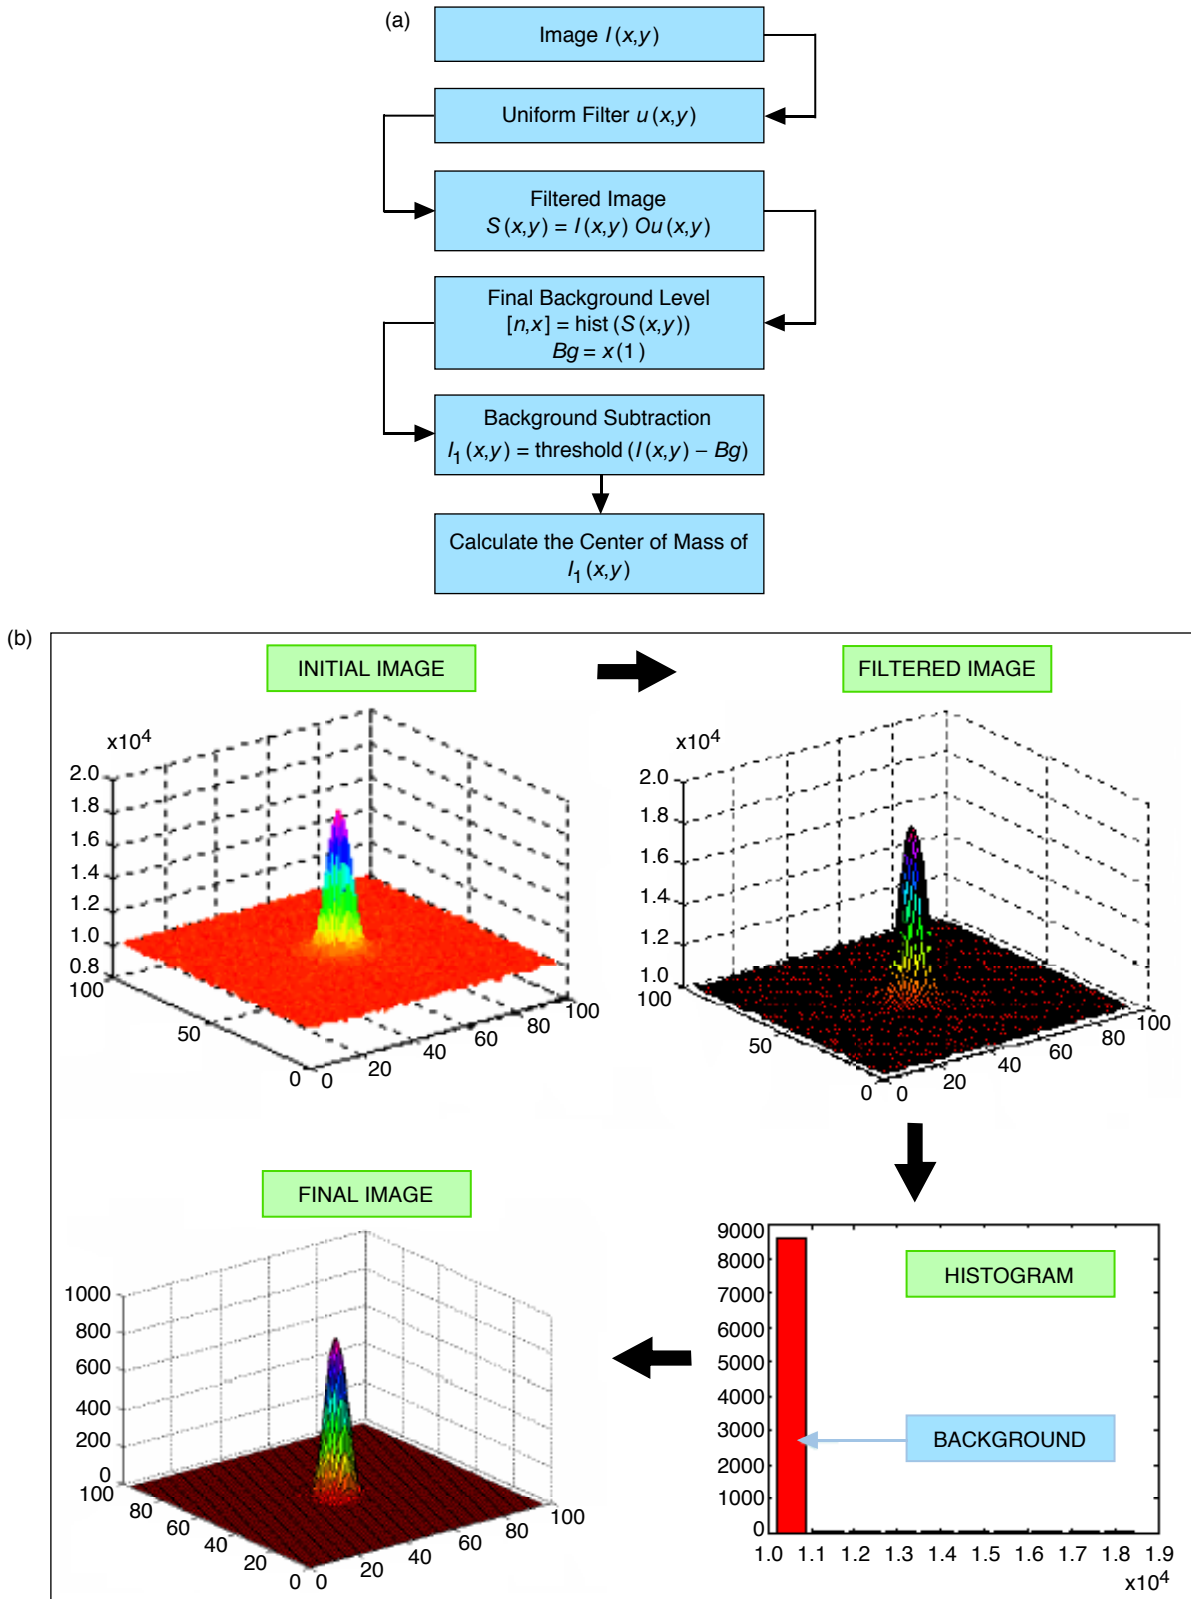 (a)
Image I(x,y)
Uniform Filter u(x,y)
Filtered Image
S(x,y) = I(x,y) Ou(x,y)
Final Background Level
[n,x] = hist (S(x,y))
Bg = x(1)
Background Subtraction
I₁(x,y) = threshold (I(x,y) − Bg)
Calculate the Center of Mass of
I₁(x,y)
(b)
INITIAL IMAGE
x10⁴
2.0
1.8
1.6
1.4
1.2
1.0
0.8
100
50
0
0
20
40
60
80
100
FILTERED IMAGE
x10⁴
2.0
1.8
1.6
1.4
1.2
1.0
100
50
0
0
20
40
60
80
100
FINAL IMAGE
1000
800
600
400
200
0
100
80
60
40
20
0
0
20
40
60
80
100
9000
8000
7000
6000
5000
4000
3000
2000
1000
0
HISTOGRAM
BACKGROUND
1.0 1.1 1.2 1.3 1.4 1.5 1.6 1.7 1.8 1.9
x10⁴